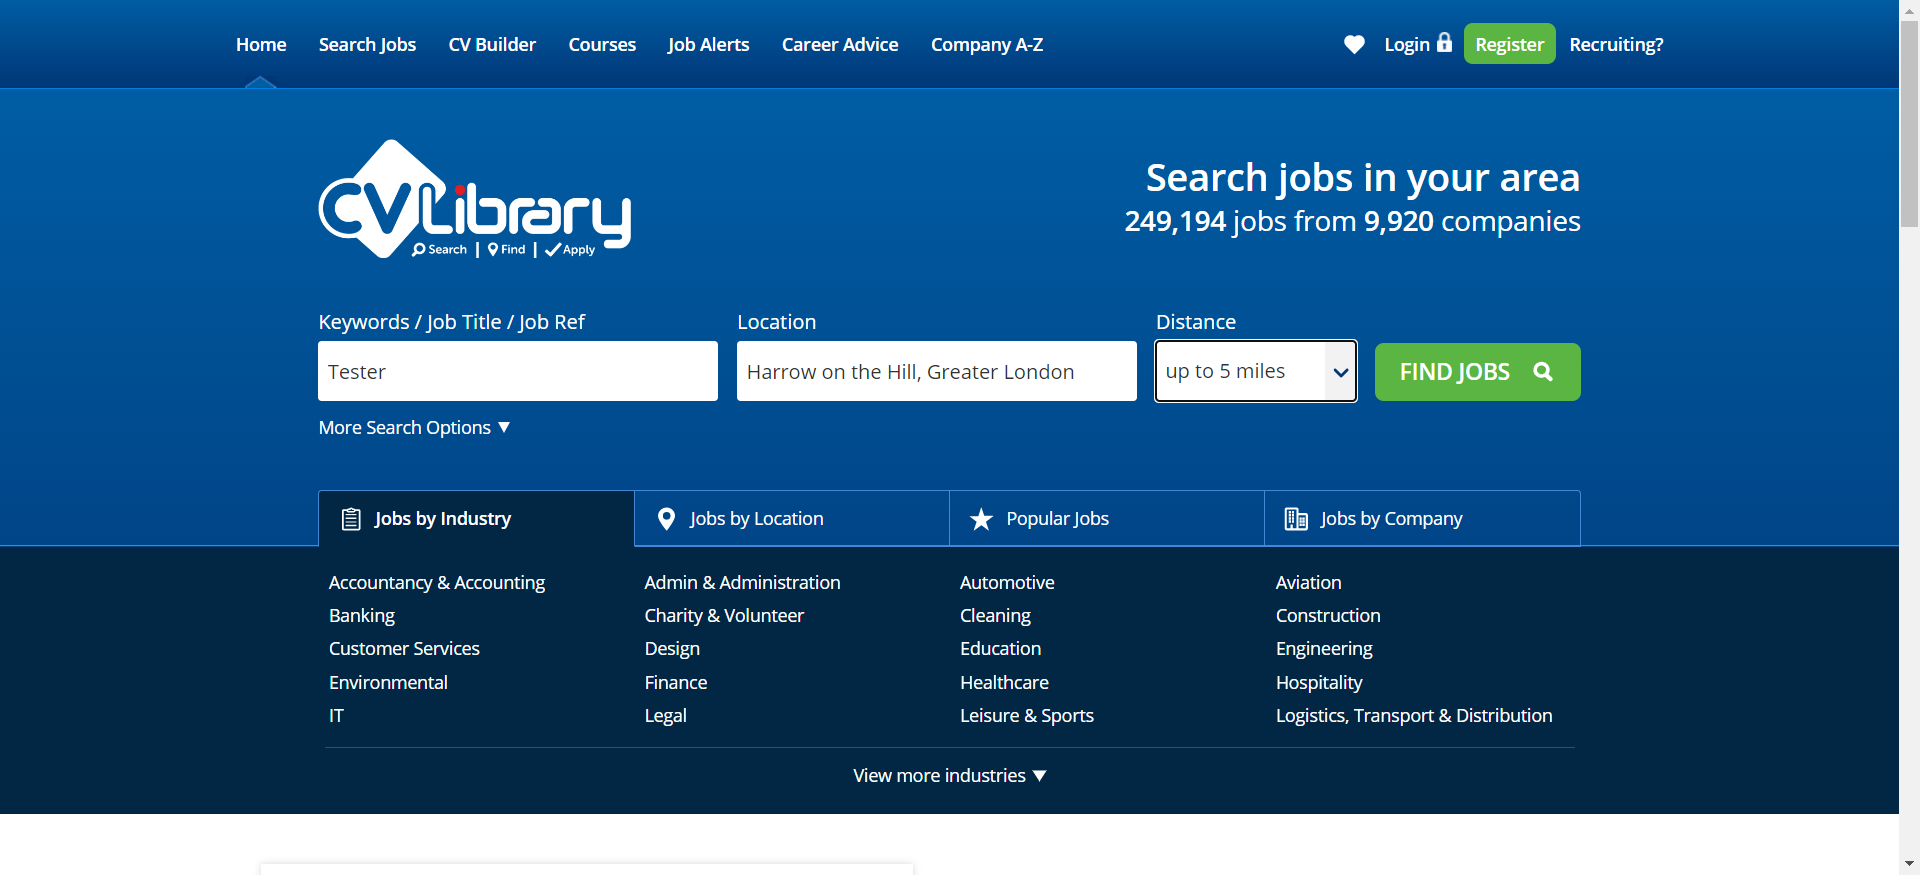 Home Search Jobs CV Builder Courses Job Alerts Career Advice Company A-Z Login Register Recruiting?
CVLibrary
Search | Find | Apply
Search jobs in your area
249,194 jobs from 9,920 companies
Keywords / Job Title / Job Ref Location Distance
Tester Harrow on the Hill, Greater London up to 5 miles FIND JOBS
More Search Options ▼
Jobs by Industry Jobs by Location Popular Jobs Jobs by Company
Accountancy & Accounting Admin & Administration Automotive Aviation
Banking Charity & Volunteer Cleaning Construction
Customer Services Design Education Engineering
Environmental Finance Healthcare Hospitality
IT Legal Leisure & Sports Logistics, Transport & Distribution
View more industries ▼